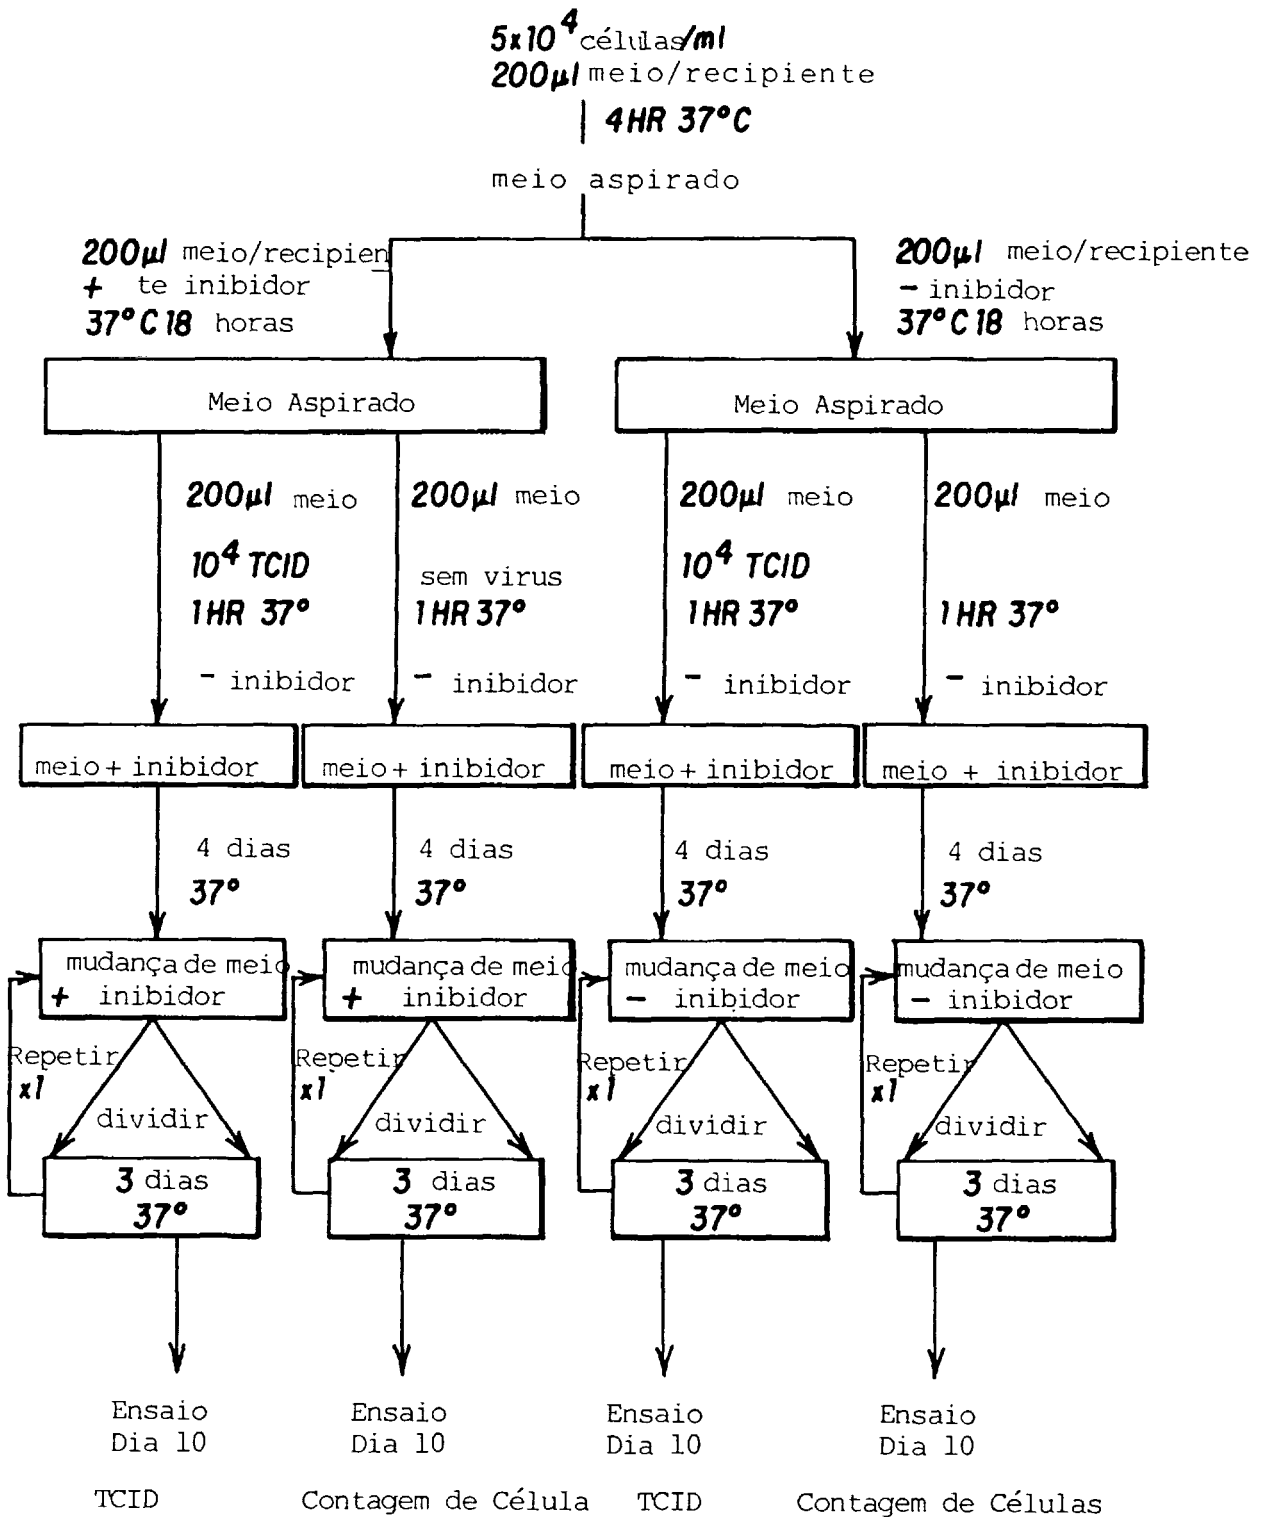 5x10⁴ células/ml
200µl meio/recipiente
4HR 37°C
meio aspirado
200µl meio/recipien
+ te inibidor
37°C 18 horas
200µl meio/recipiente
- inibidor
37°C 18 horas
Meio Aspirado
Meio Aspirado
200µl meio
10⁴ TCID
1HR 37°
- inibidor
200µl meio
sem virus
1HR 37°
- inibidor
200µl meio
10⁴ TCID
1HR 37°
- inibidor
200µl meio
1HR 37°
- inibidor
meio + inibidor
meio + inibidor
meio + inibidor
meio + inibidor
4 dias
37°
4 dias
37°
4 dias
37°
4 dias
37°
mudança de meio
+ inibidor
mudança de meio
+ inibidor
mudança de meio
- inibidor
mudança de meio
- inibidor
Repetir
x1
dividir
Repetir
x1
dividir
Repetir
x1
dividir
Repetir
x1
dividir
3 dias
37°
3 dias
37°
3 dias
37°
3 dias
37°
Ensaio
Dia 10
TCID
Ensaio
Dia 10
Contagem de Célula
Ensaio
Dia 10
TCID
Ensaio
Dia 10
Contagem de Células